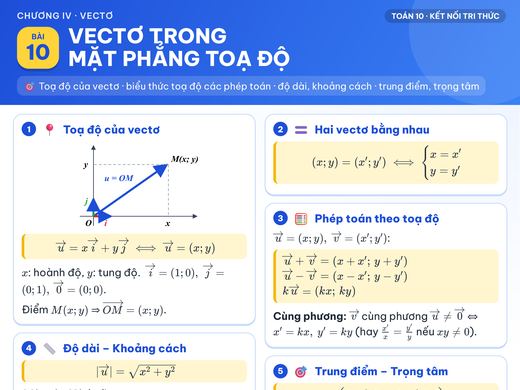 CHƯƠNG IV · VECTƠ
TOÁN 10 · KẾT NỐI TRI THỨC
BÀI
10
VECTƠ TRONG
MẶT PHẲNG TOẠ ĐỘ
🎯 Toạ độ của vectơ · biểu thức toạ độ các phép toán · độ dài, khoảng cách · trung điểm, trọng tâm
1 📍 Toạ độ của vectơ
y
M(x; y)
u = OM
j
O
i
x
u⃗ = x i⃗ + y j⃗ ⟺ u⃗ = (x; y)
x: hoành độ, y: tung độ. i⃗ = (1; 0), j⃗ =
(0; 1), 0⃗ = (0; 0).
Điểm M(x; y) ⇒ OM⃗ = (x; y).
4 📏 Độ dài – Khoảng cách
|u⃗| = √(x² + y²)
2 🟰 Hai vectơ bằng nhau
(x; y) = (x′; y′) ⟺ { x = x′
y = y′
3 🧮 Phép toán theo toạ độ
u⃗ = (x; y), v⃗ = (x′; y′):
u⃗ + v⃗ = (x + x′; y + y′)
u⃗ − v⃗ = (x − x′; y − y′)
k u⃗ = (kx; ky)
Cùng phương: v⃗ cùng phương u⃗ ≠ 0⃗ ⇔
x′ = kx, y′ = ky (hay x′/x = y′/y nếu xy ≠ 0).
5 🎯 Trung điểm – Trọng tâm